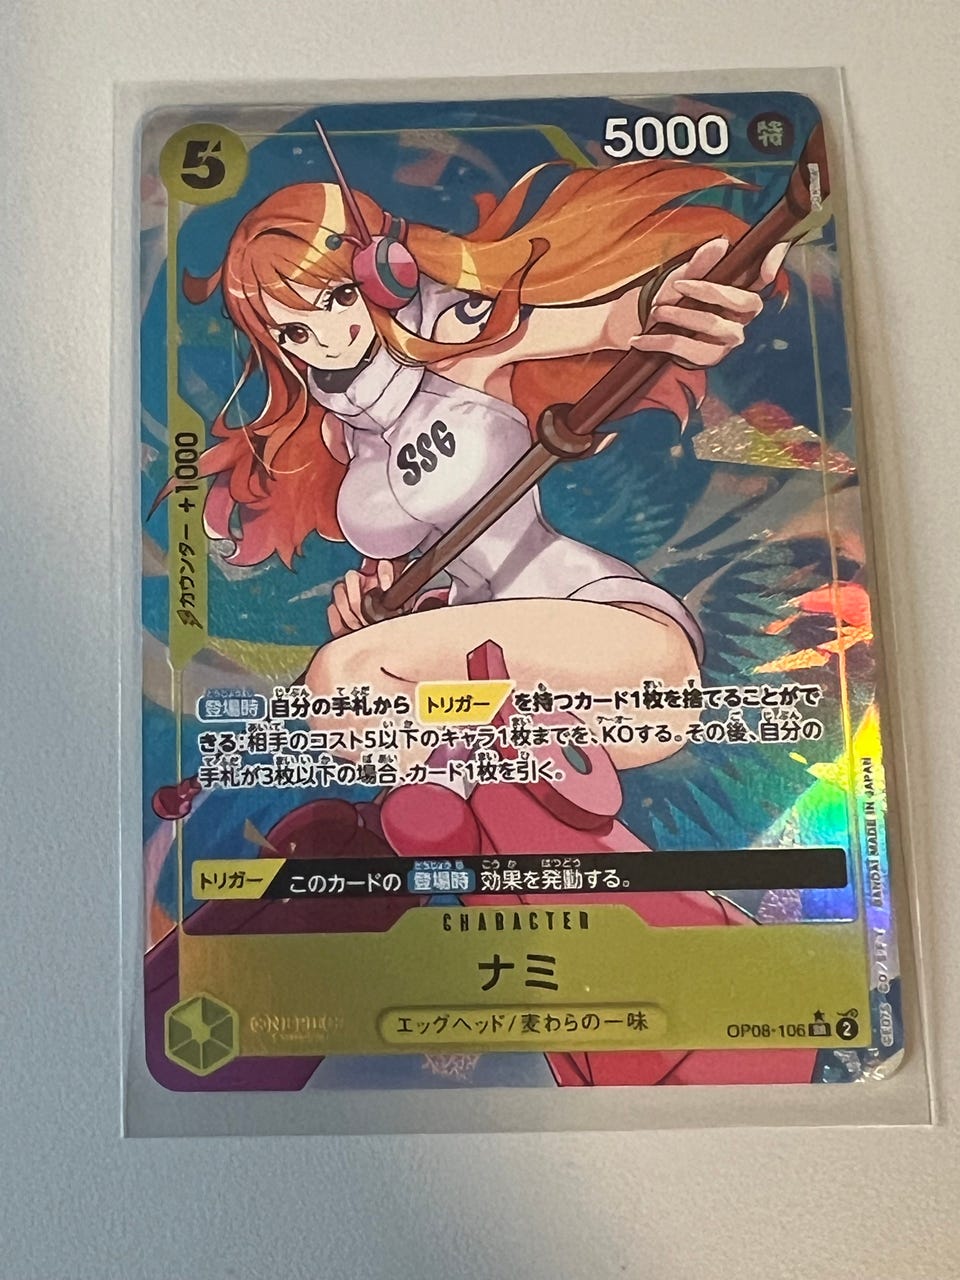 5
5000
特
SSG
カウンター +1000
登場時 自分の手札から トリガー を持つカード1枚を捨てることがで
きる:相手のコスト5以下のキャラ1枚までを、KOする。その後、自分の
手札が3枚以下の場合、カード1枚を引く。
トリガー このカードの 登場時 効果を発動する。
CHARACTER
ナミ
エッグヘッド/麦わらの一味
ONE PIECE
OP08-106 SR 2
BANDAI MADE IN JAPAN